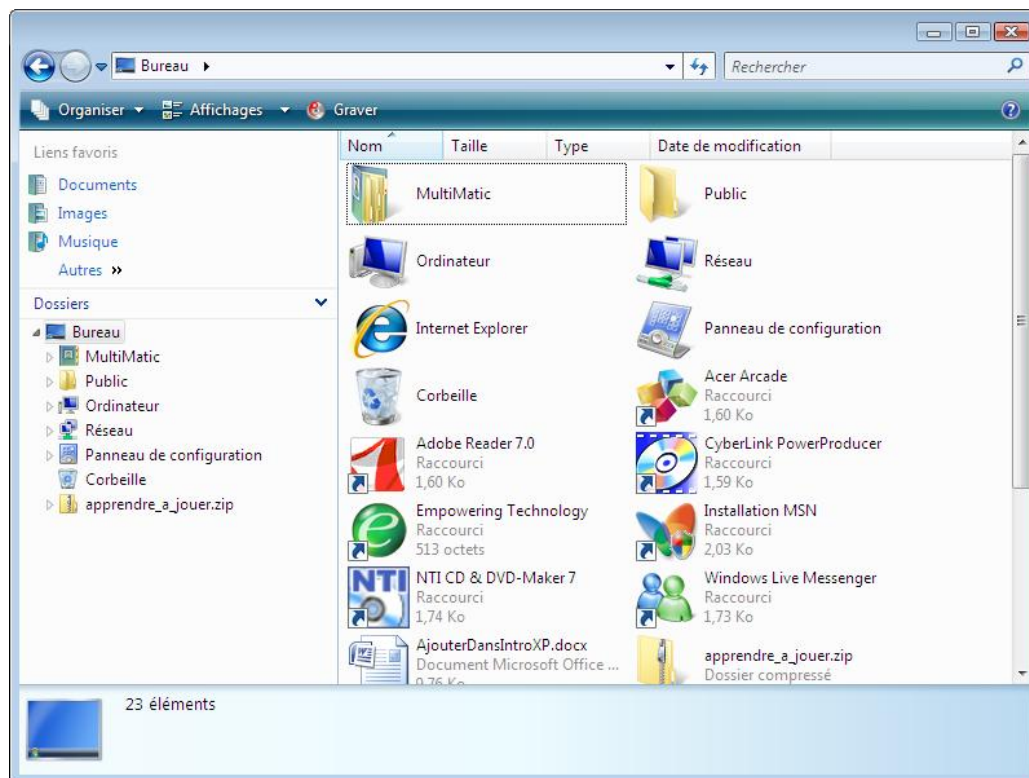 Bureau
Rechercher
Organiser Affichages Graver
Liens favoris
Documents
Images
Musique
Autres »
Dossiers
Bureau
MultiMatic
Public
Ordinateur
Réseau
Panneau de configuration
Corbeille
apprendre_a_jouer.zip
Nom Taille Type Date de modification
MultiMatic
Public
Ordinateur
Réseau
Internet Explorer
Panneau de configuration
Corbeille
Acer Arcade
Raccourci
1,60 Ko
Adobe Reader 7.0
Raccourci
1,60 Ko
CyberLink PowerProducer
Raccourci
1,59 Ko
Empowering Technology
Raccourci
513 octets
Installation MSN
Raccourci
2,03 Ko
NTI
NTI CD & DVD-Maker 7
Raccourci
1,74 Ko
Windows Live Messenger
Raccourci
1,73 Ko
AjouterDansIntroXP.docx
Document Microsoft Office ...
9,76 Ko
apprendre_a_jouer.zip
Dossier compressé
23 éléments